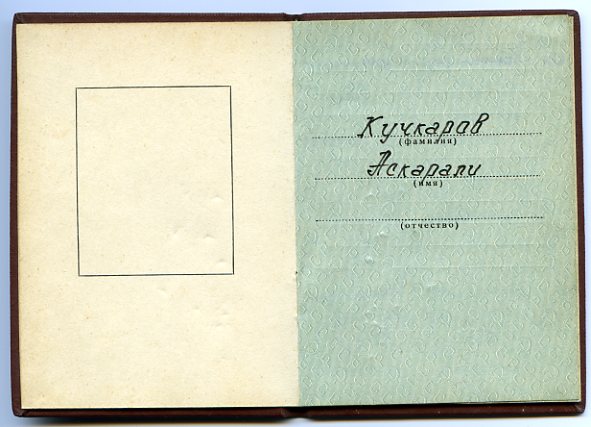 Кучкаров
(фамилия)
Аскарали
(имя)
(отчество)